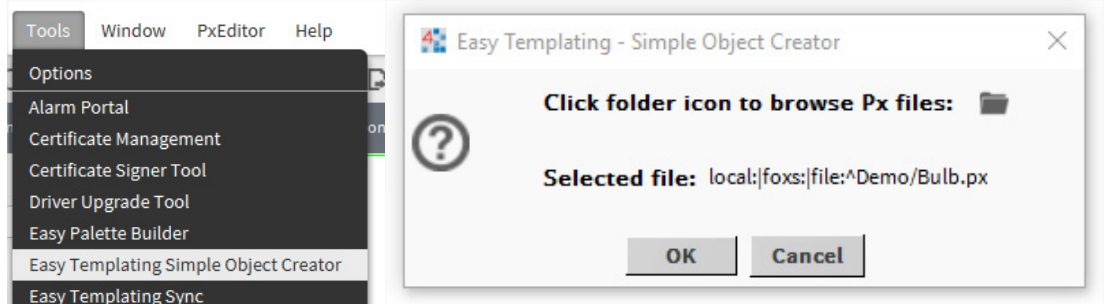 Tools Window PxEditor Help
Options
Alarm Portal
Certificate Management
Certificate Signer Tool
Driver Upgrade Tool
Easy Palette Builder
Easy Templating Simple Object Creator
Easy Templating Sync
Easy Templating - Simple Object Creator
Click folder icon to browse Px files:
Selected file: local:|foxs:|file:^Demo/Bulb.px
OK Cancel